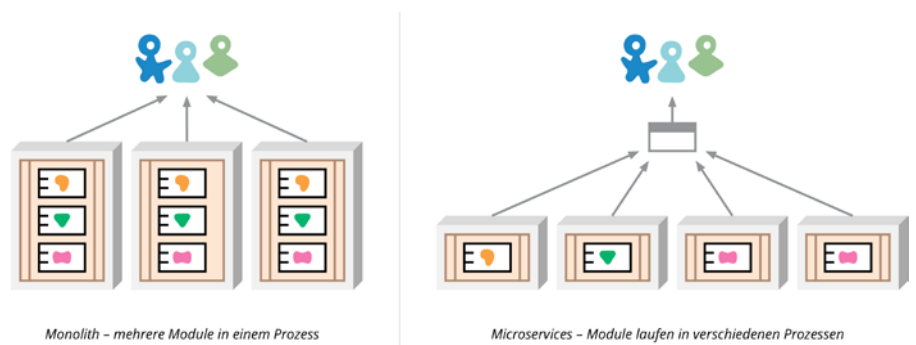 Monolith – mehrere Module in einem Prozess
Microservices – Module laufen in verschiedenen Prozessen